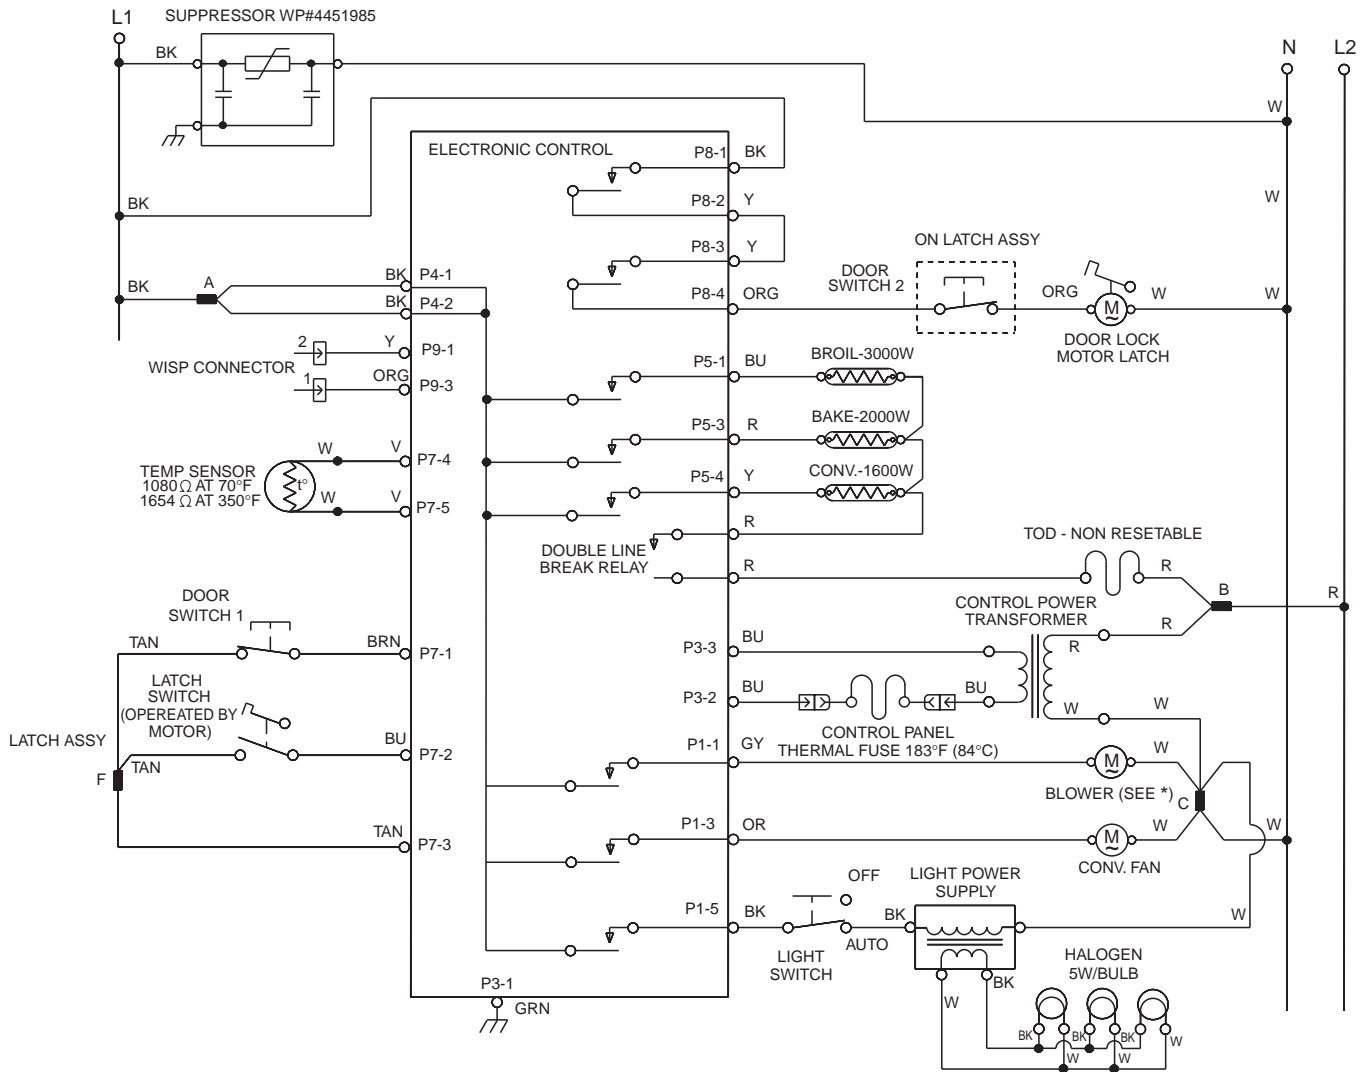 L1
SUPPRESSOR WP#4451985
N
L2
BK
W
ELECTRONIC CONTROL
P8-1
BK
BK
P8-2
Y
W
P8-3
Y
ON LATCH ASSY
DOOR
SWITCH 2
BK
A
BK
P4-1
BK
P4-2
P8-4
ORG
ORG
M
~
W
W
DOOR LOCK
MOTOR LATCH
2
Y
P9-1
WISP CONNECTOR
1
ORG
P9-3
P5-1
BU
BROIL-3000W
P5-3
R
BAKE-2000W
W
V
P7-4
TEMP SENSOR
1080 Ω AT 70°F
1654 Ω AT 350°F
t°
W
V
P7-5
P5-4
Y
CONV.-1600W
R
DOUBLE LINE
BREAK RELAY
R
TOD - NON RESETABLE
R
B
R
CONTROL POWER
TRANSFORMER
R
R
DOOR
SWITCH 1
TAN
BRN
P7-1
P3-3
BU
LATCH
SWITCH
(OPEREATED BY
MOTOR)
P3-2
BU
BU
W
W
CONTROL PANEL
THERMAL FUSE 183°F (84°C)
LATCH ASSY
F
TAN
BU
P7-2
P1-1
GY
M
~
W
BLOWER (SEE *)
C
TAN
P7-3
P1-3
OR
M
~
W
W
CONV. FAN
OFF
LIGHT POWER
SUPPLY
P1-5
BK
AUTO
BK
W
LIGHT
SWITCH
HALOGEN
5W/BULB
P3-1
GRN
W
BK
BK
BK
BK
W
W
W